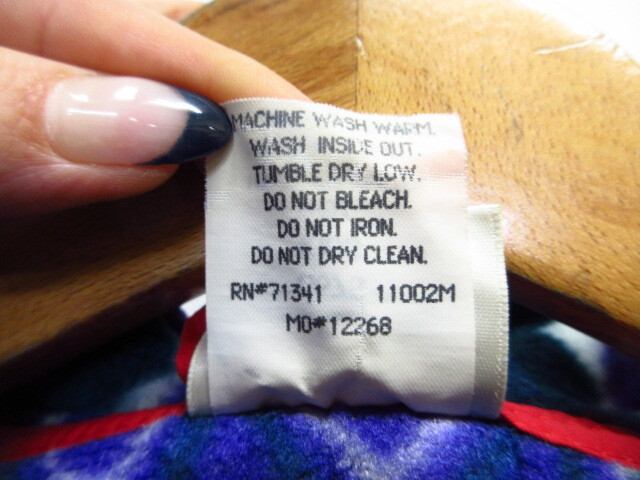 MACHINE WASH WARM.
WASH INSIDE OUT.
TUMBLE DRY LOW.
DO NOT BLEACH.
DO NOT IRON.
DO NOT DRY CLEAN.
RN#71341 11002M
MO#12268